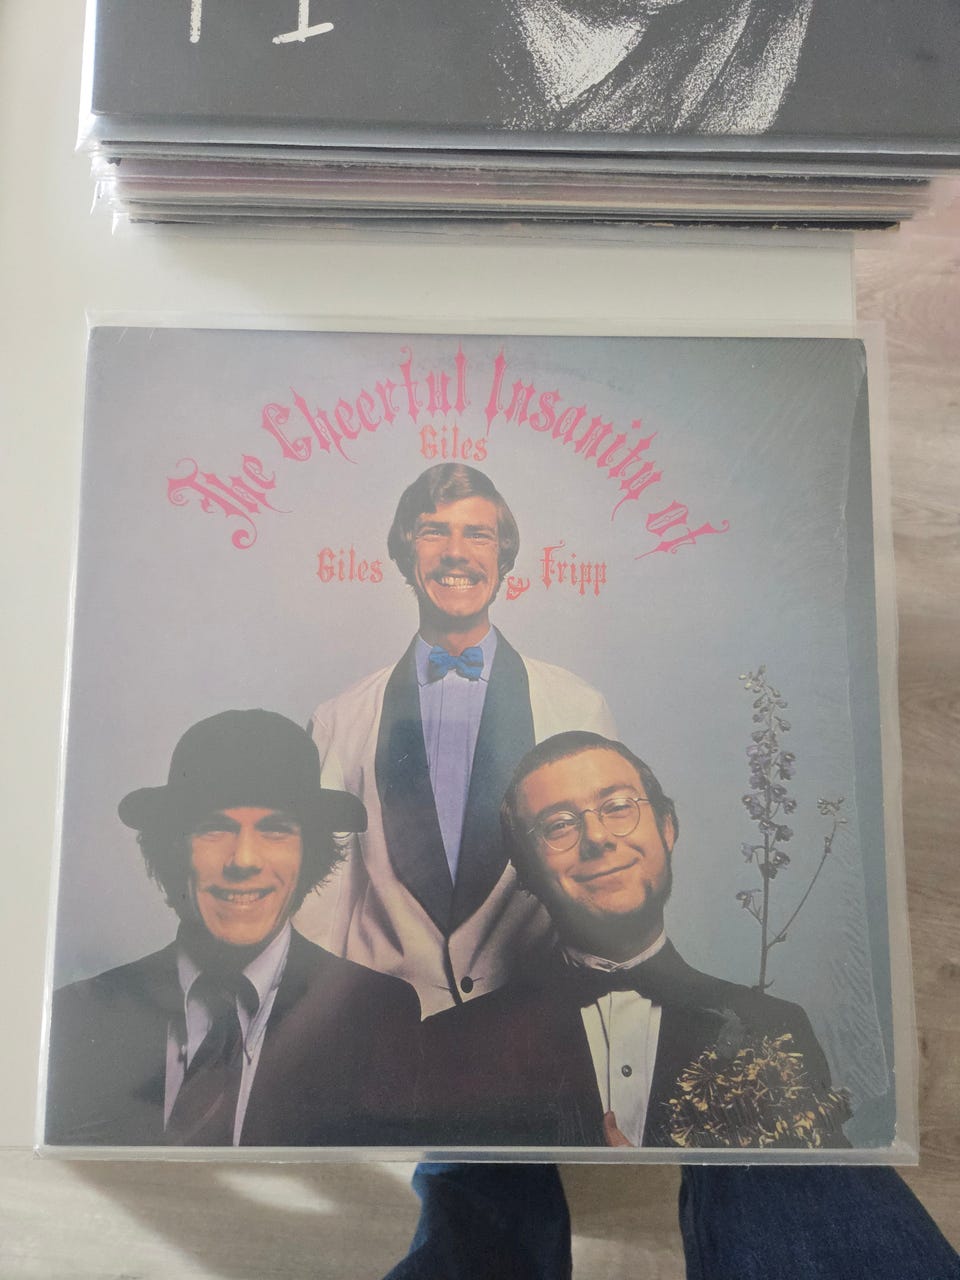 The Cheerful Insanity of
Giles
Giles & Fripp